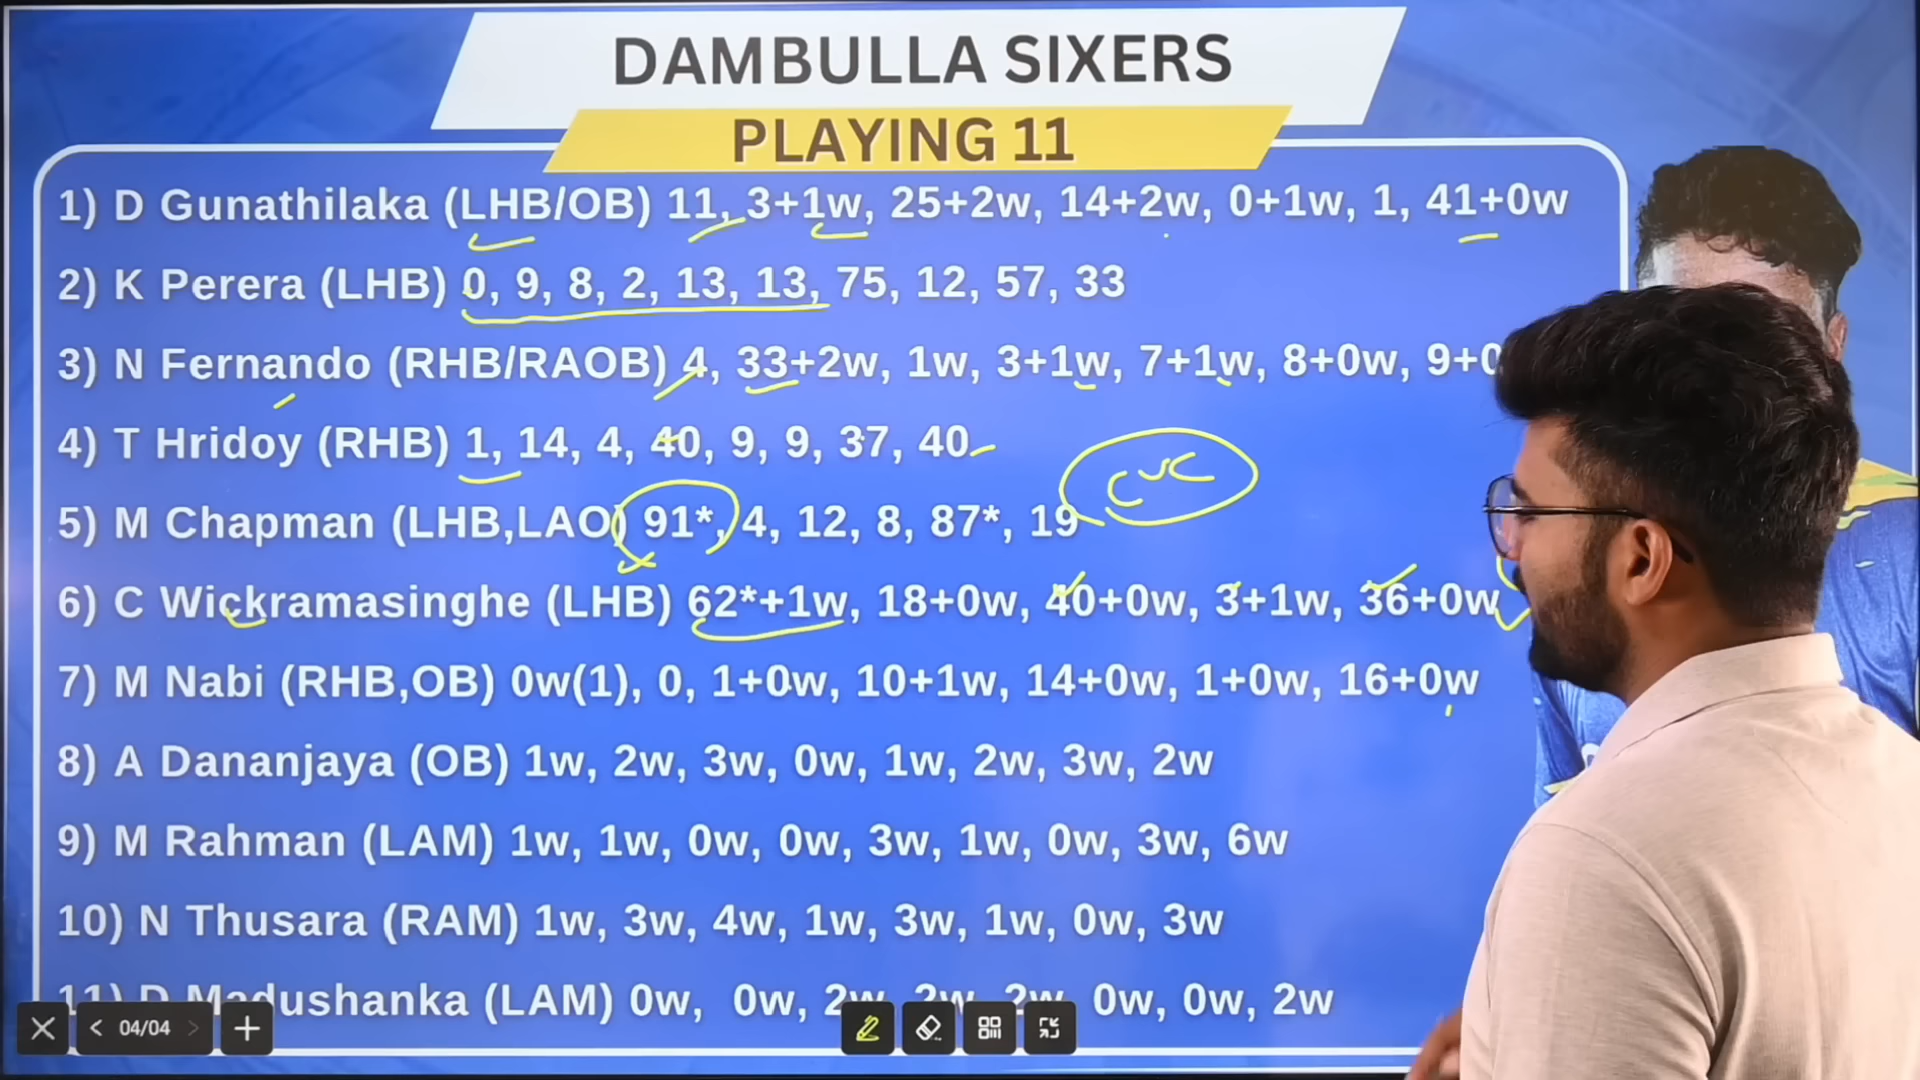 DAMBULLA SIXERS
PLAYING 11
1) D Gunathilaka (LHB/OB) 11, 3+1w, 25+2w, 14+2w, 0+1w, 1, 41+0w
2) K Perera (LHB) 0, 9, 8, 2, 13, 13, 75, 12, 57, 33
3) N Fernando (RHB/RAOB) 4, 33+2w, 1w, 3+1w, 7+1w, 8+0w, 9+0
4) T Hridoy (RHB) 1, 14, 4, 40, 9, 9, 37, 40
cvc
5) M Chapman (LHB,LAO) 91*, 4, 12, 8, 87*, 19
6) C Wickramasinghe (LHB) 62*+1w, 18+0w, 40+0w, 3+1w, 36+0w
7) M Nabi (RHB,OB) 0w(1), 0, 1+0w, 10+1w, 14+0w, 1+0w, 16+0w
8) A Dananjaya (OB) 1w, 2w, 3w, 0w, 1w, 2w, 3w, 2w
9) M Rahman (LAM) 1w, 1w, 0w, 0w, 3w, 1w, 0w, 3w, 6w
10) N Thusara (RAM) 1w, 3w, 4w, 1w, 3w, 1w, 0w, 3w
11) D Madushanka (LAM) 0w, 0w, 2w, 2w, 2w, 0w, 0w, 2w
04/04